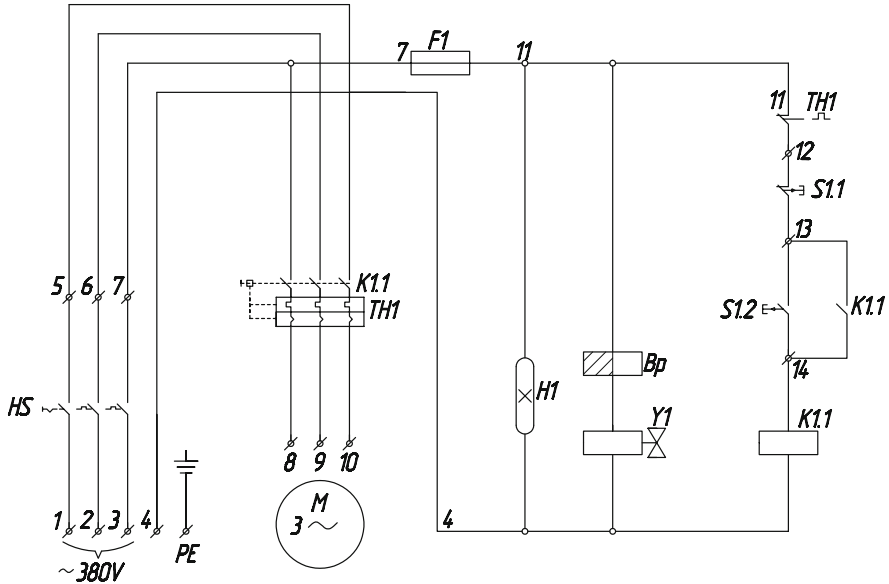 7 F1 11
11 TH1
12
S1.1
13
5 6 7 K1.1
TH1
S1.2 K1.1
14
HS
Bp
H1
Y1 K1.1
8 9 10
M
3 ~
1 2 3 4 4
PE
~ 380V